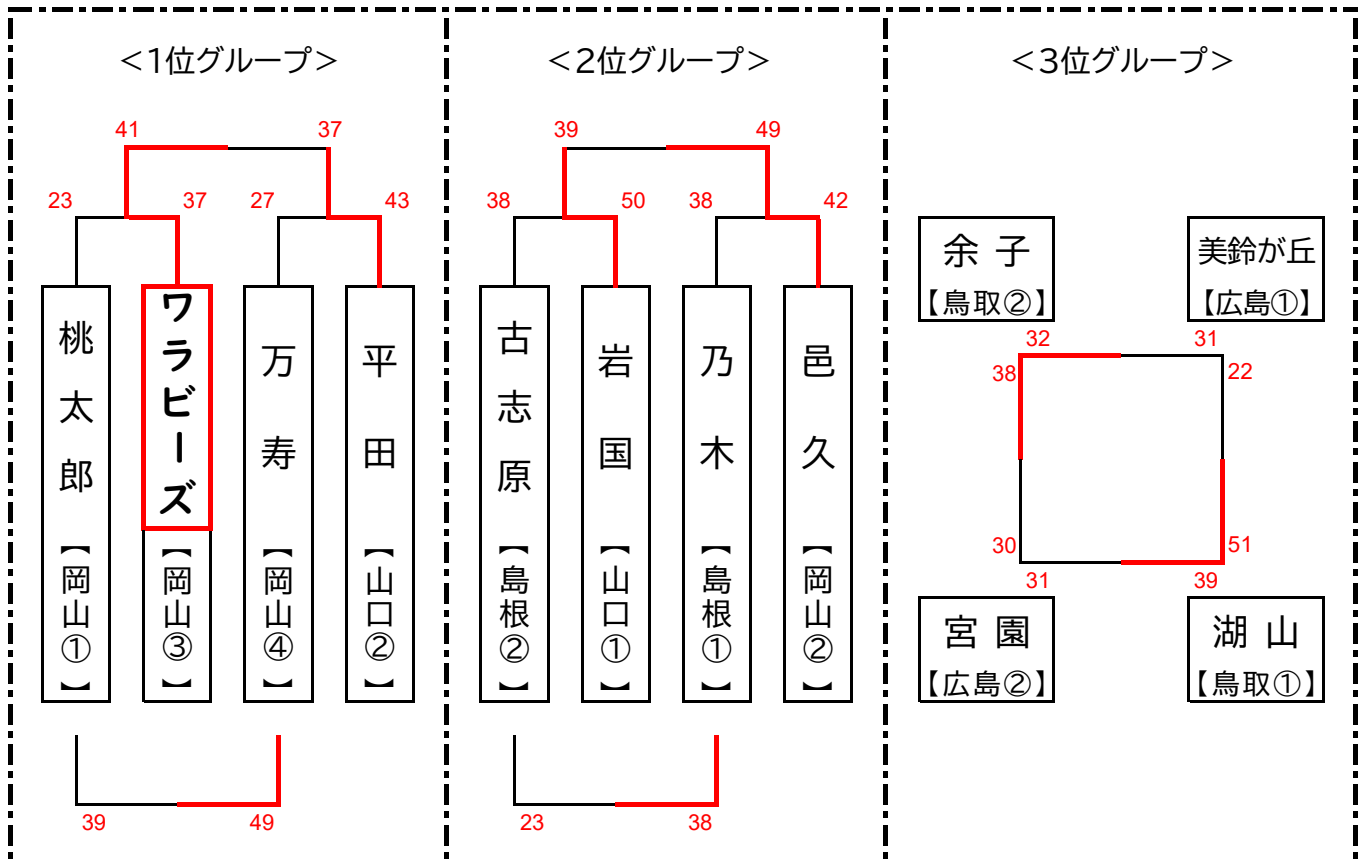 ＜1位グループ＞
41 37
23 37 27 43
桃太郎【岡山①】
ワラビーズ【岡山③】
万寿【岡山④】
平田【山口②】
39 49
＜2位グループ＞
39 49
38 50 38 42
古志原【島根②】
岩国【山口①】
乃木【島根①】
邑久【岡山②】
23 38
＜3位グループ＞
余子
【鳥取②】
美鈴が丘
【広島①】
32 31
38 22
30 51
31 39
宮園
【広島②】
湖山
【鳥取①】